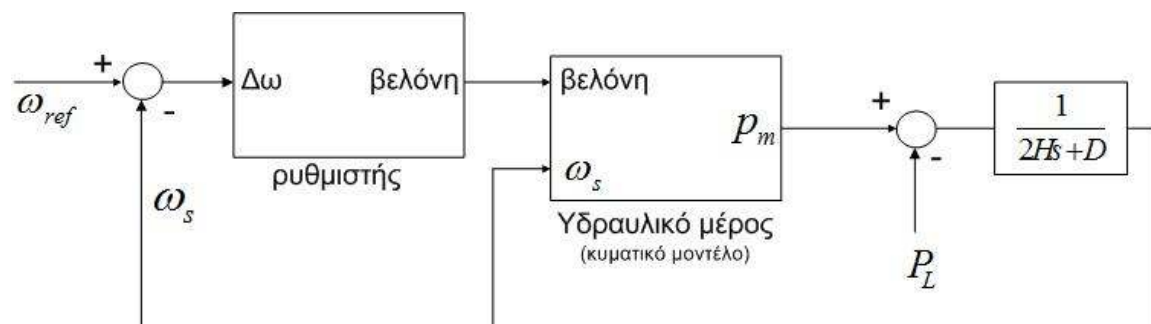 +
-
ω_ref
ω_s
Δω βελόνη
ρυθμιστής
βελόνη
p_m
ω_s
Υδραυλικό μέρος
(κυματικό μοντέλο)
+
-
P_L
1
2Hs+D